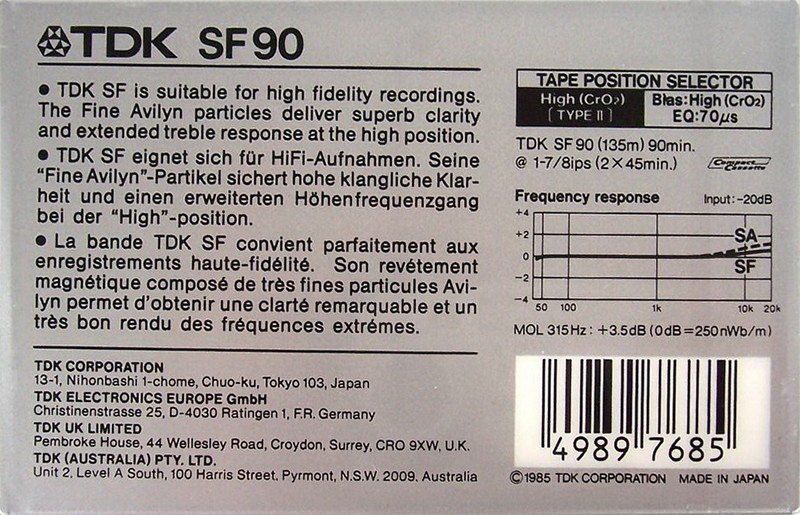 TDK SF90
● TDK SF is suitable for high fidelity recordings.
The Fine Avilyn particles deliver superb clarity
and extended treble response at the high position.
● TDK SF eignet sich für HiFi-Aufnahmen. Seine
"Fine Avilyn"-Partikel sichert hohe klangliche Klar-
heit und einen erweiterten Höhenfrequenzgang
bei der "High"-position.
● La bande TDK SF convient parfaitement aux
enregistrements haute-fidélité. Son revétement
magnétique composé de très fines particules Avi-
lyn permet d'obtenir une clarté remarquable et un
très bon rendu des fréquences extrémes.
TDK CORPORATION
13-1, Nihonbashi 1-chome, Chuo-ku, Tokyo 103, Japan
TDK ELECTRONICS EUROPE GmbH
Christinenstrasse 25, D-4030 Ratingen 1, F.R. Germany
TDK UK LIMITED
Pembroke House, 44 Wellesley Road, Croydon, Surrey, CRO 9XW, U.K.
TDK (AUSTRALIA) PTY. LTD.
Unit 2, Level A South, 100 Harris Street, Pyrmont, N.S.W. 2009, Australia
TAPE POSITION SELECTOR
High (CrO₂) Bias: High (CrO₂)
[TYPE II] EQ: 70µs
TDK SF90 (135m) 90min.
@ 1-7/8ips (2×45min.) Compact Cassette
Frequency response Input: -20dB
+4
+2
0
-2
-4
SA
SF
50 100 1k 10k 20k
MOL 315Hz: +3.5dB (0dB=250nWb/m)
4989 7685
©1985 TDK CORPORATION MADE IN JAPAN